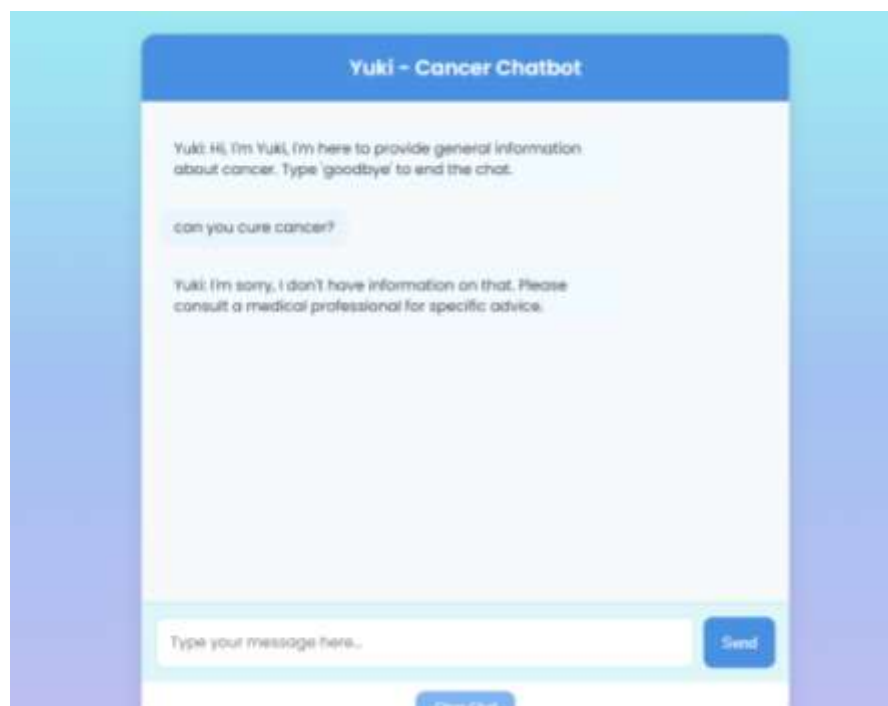 Yuki - Cancer Chatbot
Yuki: Hi, I'm Yuki, I'm here to provide general information
about cancer. Type 'goodbye' to end the chat.
can you cure cancer?
Yuki: I'm sorry, I don't have information on that. Please
consult a medical professional for specific advice.
Type your message here...
Send